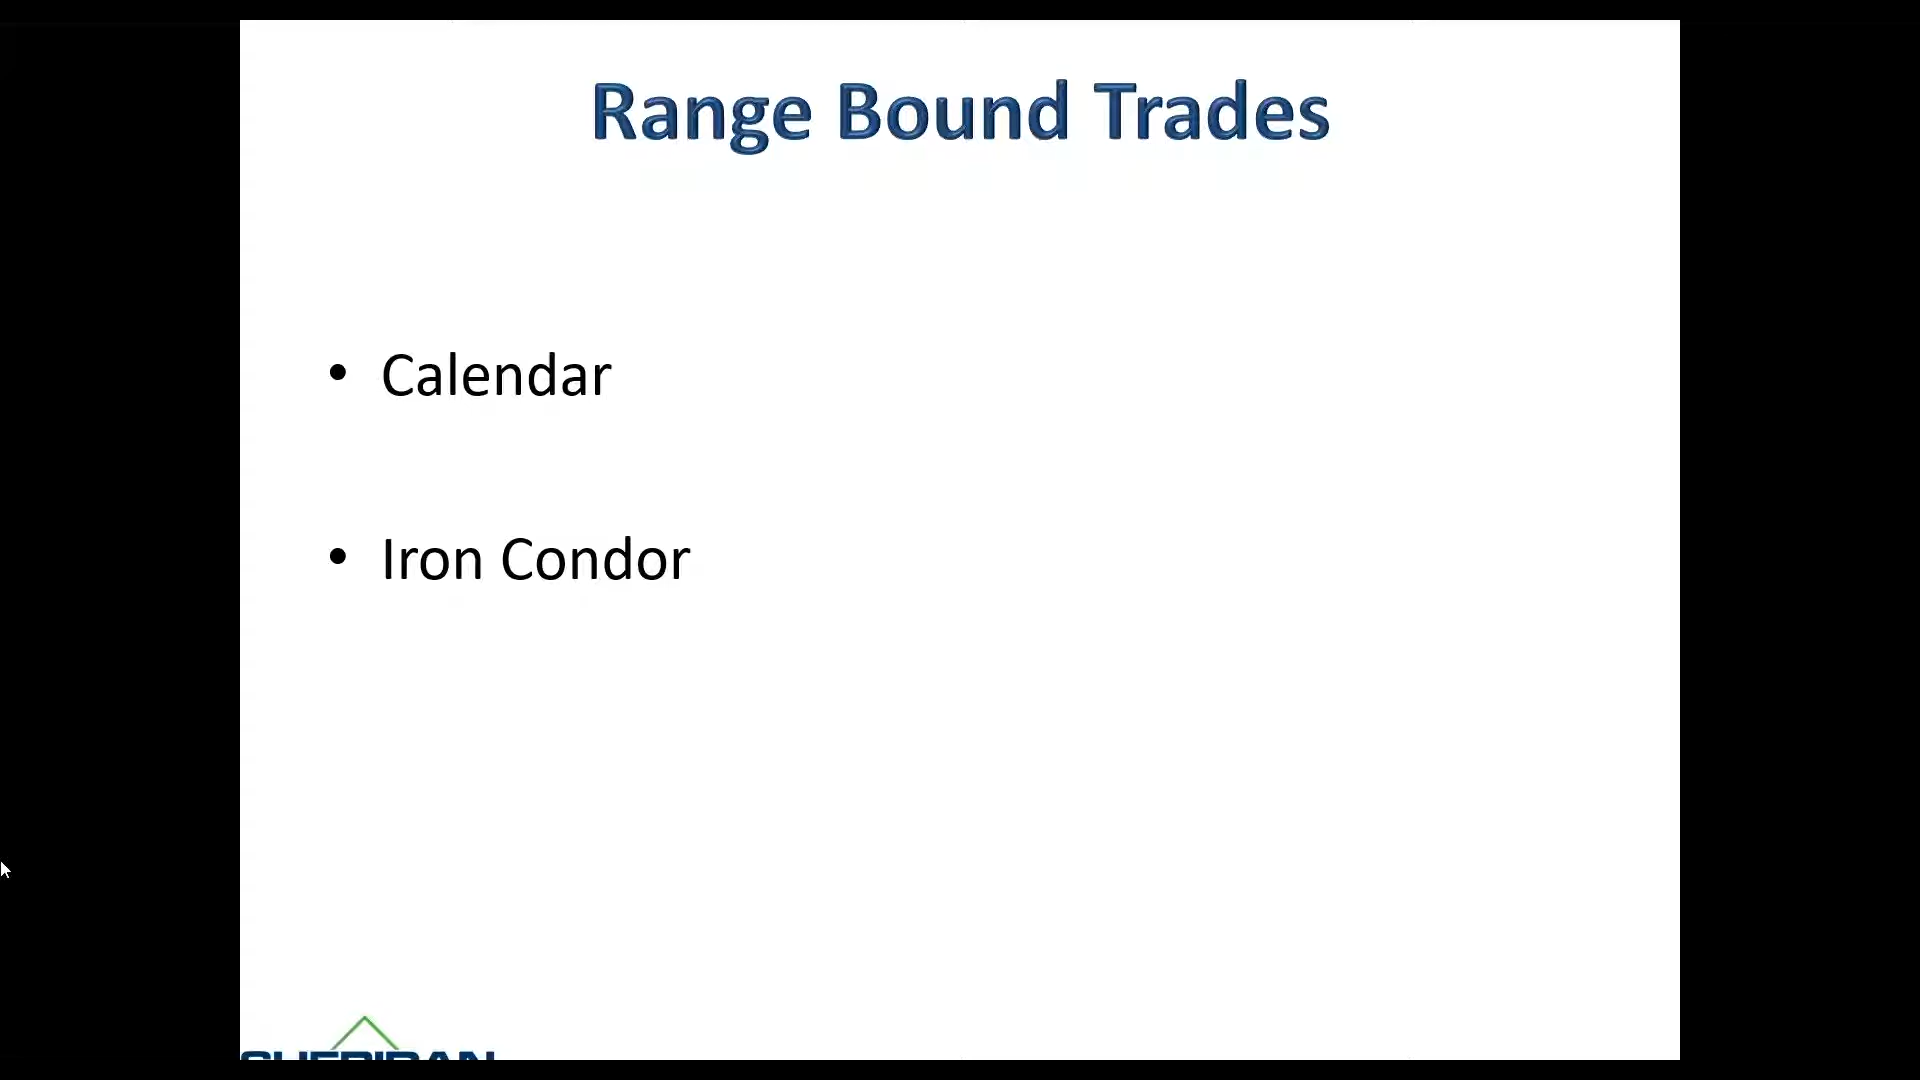 Range Bound Trades
• Calendar
• Iron Condor
SHERIDAN